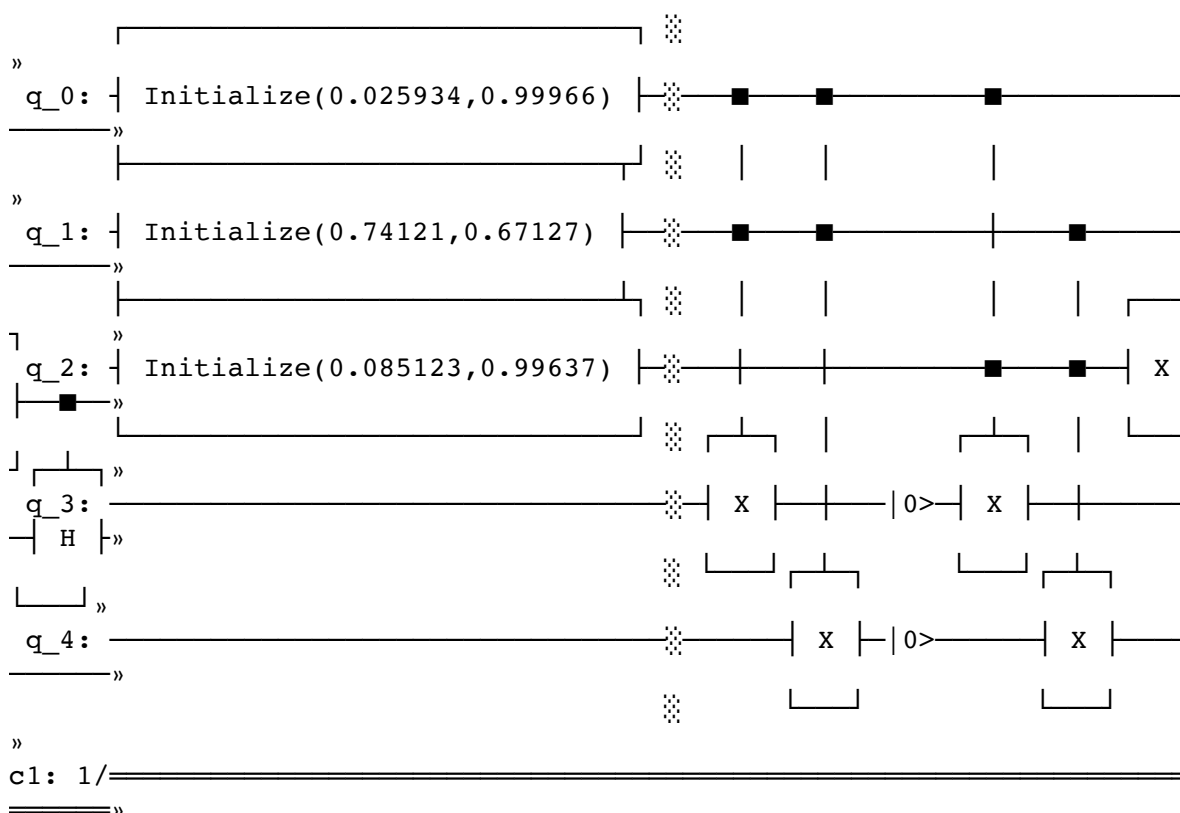 »
q_0: ┤ Initialize(0.025934,0.99966) ├─░───■────■─────────■──────
──────»
»
q_1: ┤ Initialize(0.74121,0.67127) ├──░───■────■─────────┼────■─
──────»
»
q_2: ┤ Initialize(0.085123,0.99637) ├─░───┼────┼─────────■────■──┤ X
├──■──»
»
q_3: ─░─┤ X ├──┼───|0>─┤ X ├──┼──
─┤ H ├»
»
q_4: ─░──────┤ X ├─|0>──────┤ X ├──
──────»
»
c1: 1/══════════
══════»